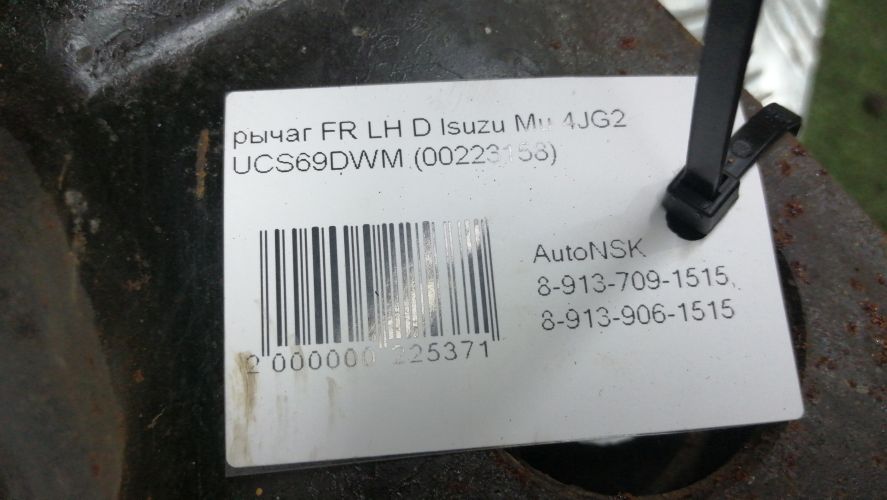 рычаг FR LH D Isuzu Mu 4JG2
UCS69DWM (00223158)
AutoNSK
8-913-709-1515,
8-913-906-1515
2 000000 225371